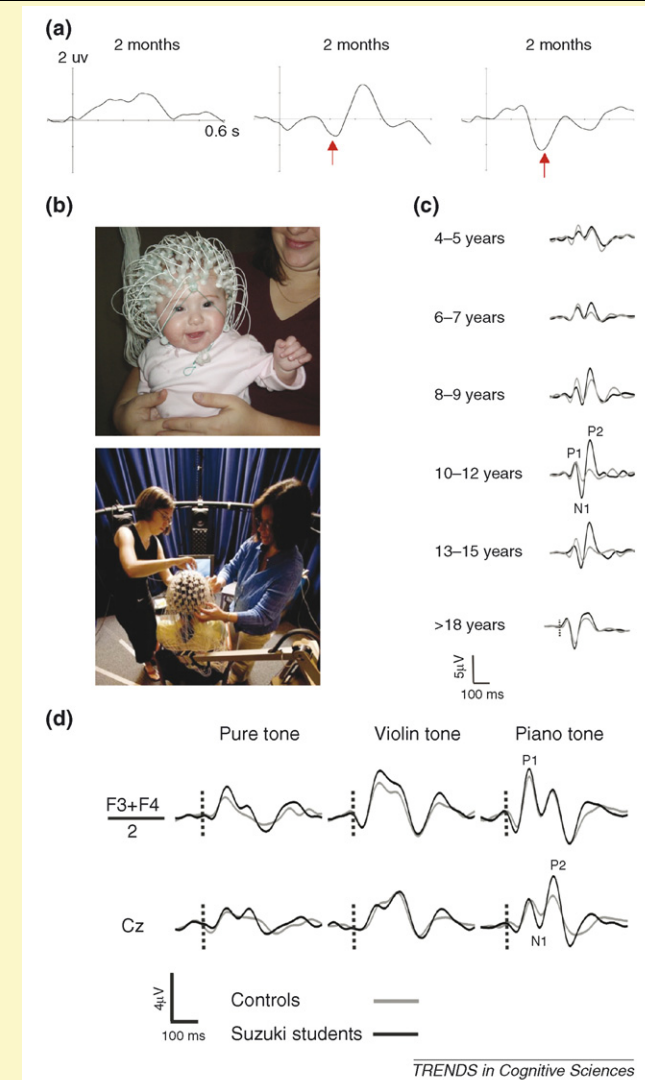 (a)
2 months 2 months 2 months
2 uv
0.6 s
(b)
(c)
4–5 years
6–7 years
8–9 years
P2
P1
10–12 years
N1
13–15 years
>18 years
5μV
100 ms
(d)
Pure tone Violin tone Piano tone
P1
F3+F4
2
P2
Cz
N1
4μV
100 ms
Controls
Suzuki students
TRENDS in Cognitive Sciences